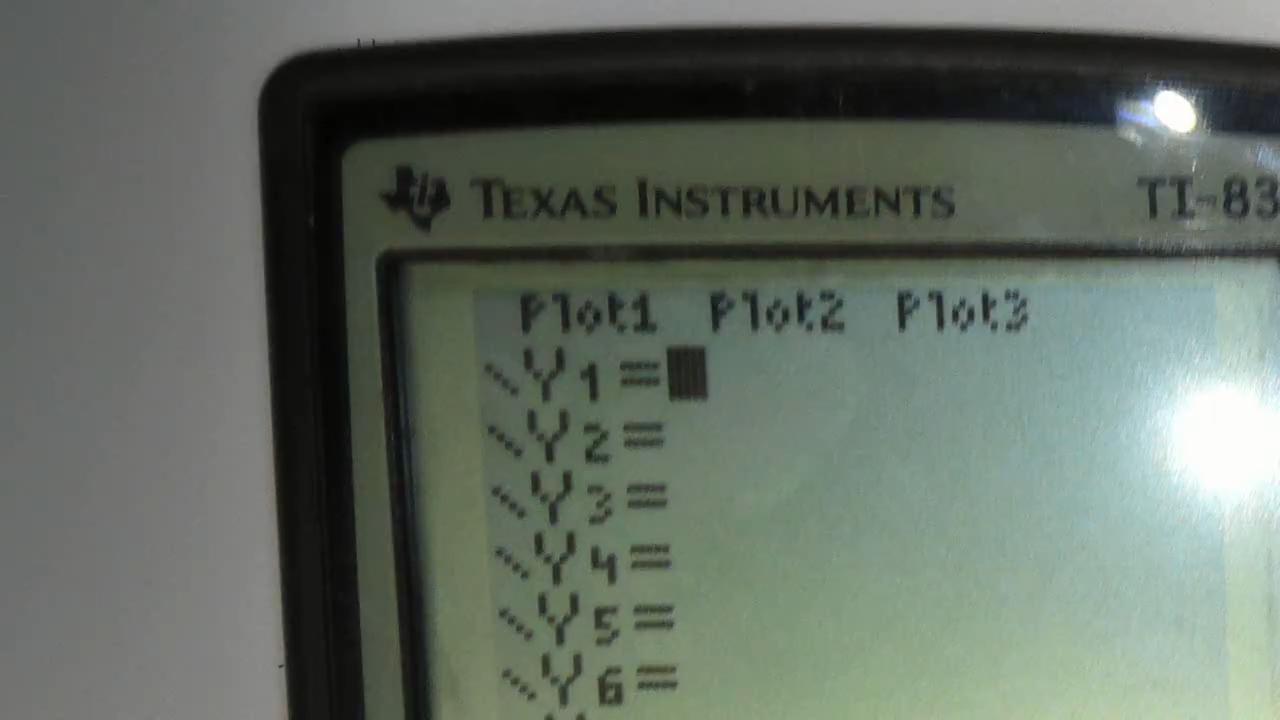 TEXAS INSTRUMENTS TI-83
Plot1 Plot2 Plot3
\Y1=
\Y2=
\Y3=
\Y4=
\Y5=
\Y6=